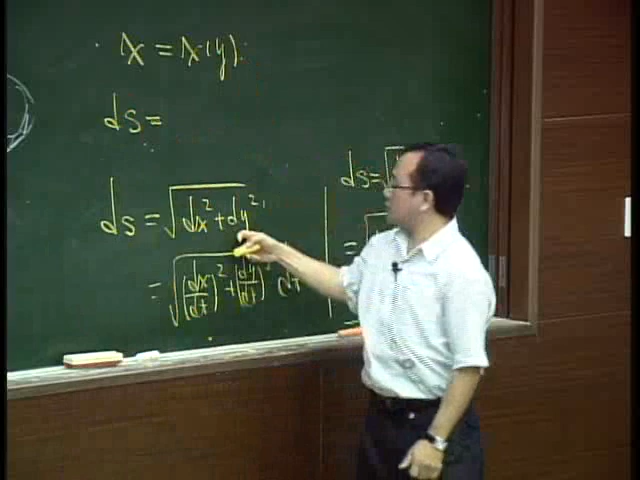 x = x(y).
ds =
ds = √(dx² + dy²)
= √((dx/dt)² + (dy/dt)²) dt
ds = √
= √